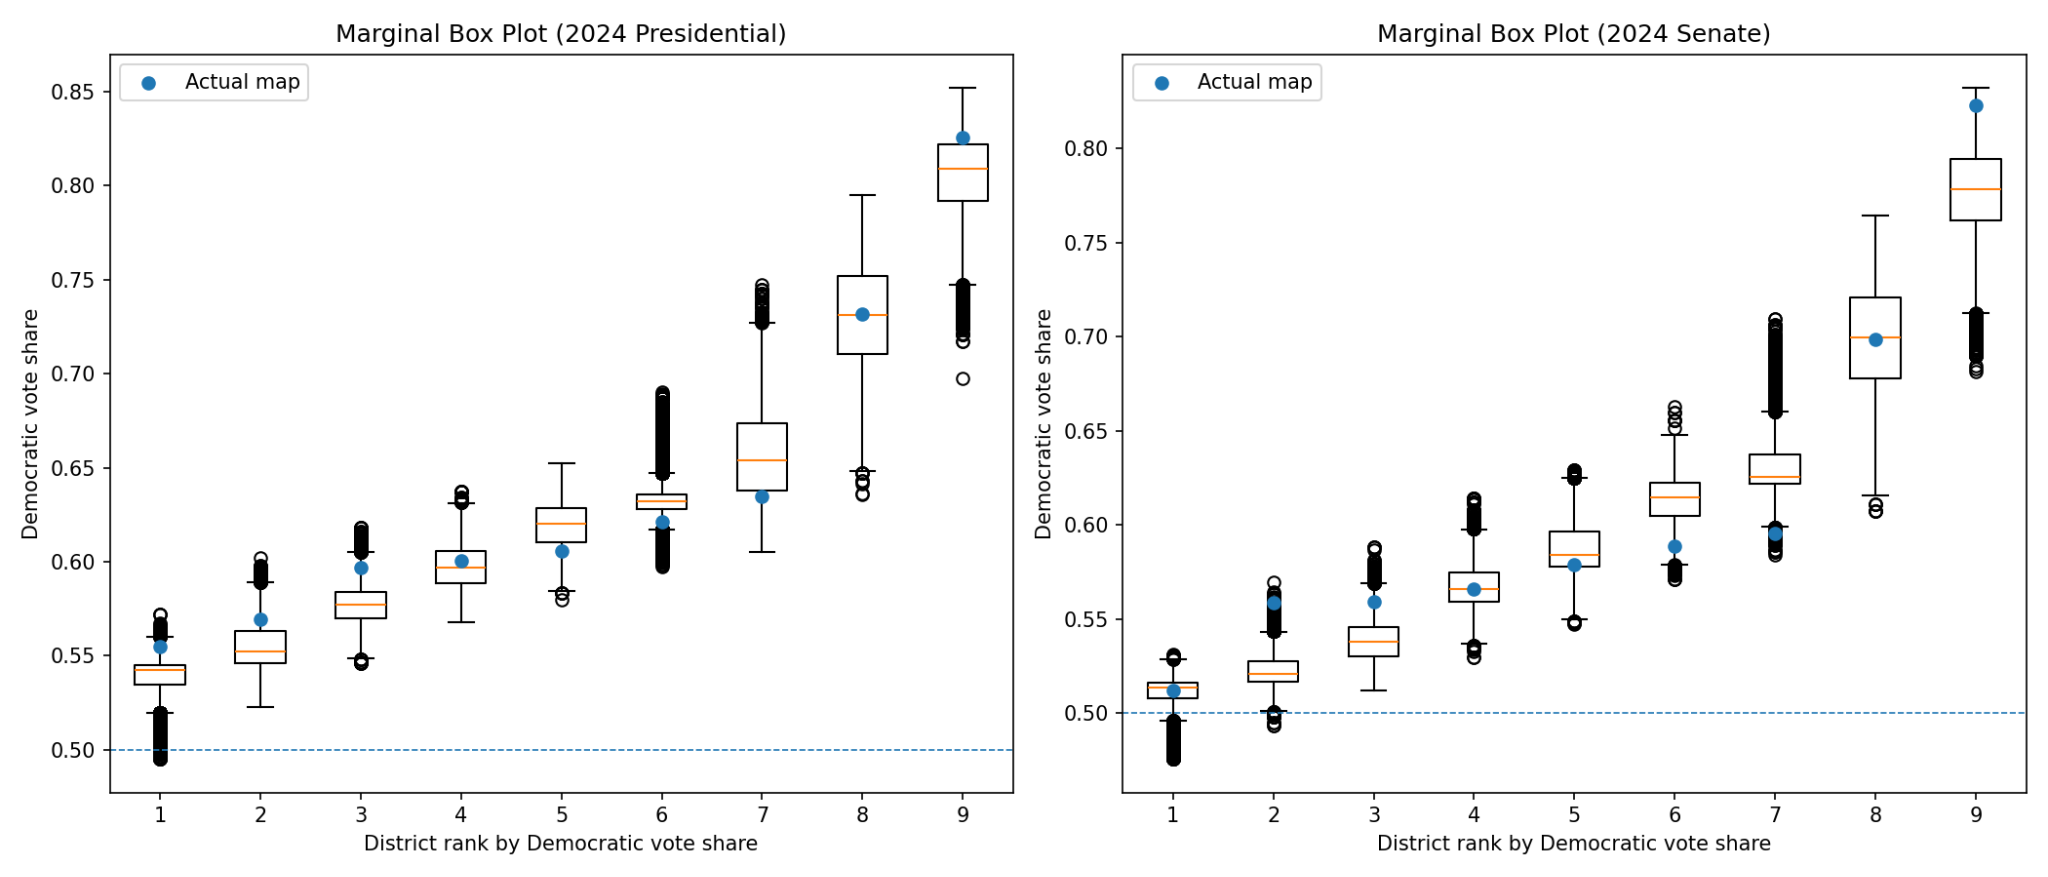 Marginal Box Plot (2024 Presidential)
Actual map
Democratic vote share
0.85
0.80
0.75
0.70
0.65
0.60
0.55
0.50
1 2 3 4 5 6 7 8 9
District rank by Democratic vote share
Marginal Box Plot (2024 Senate)
Actual map
Democratic vote share
0.80
0.75
0.70
0.65
0.60
0.55
0.50
1 2 3 4 5 6 7 8 9
District rank by Democratic vote share